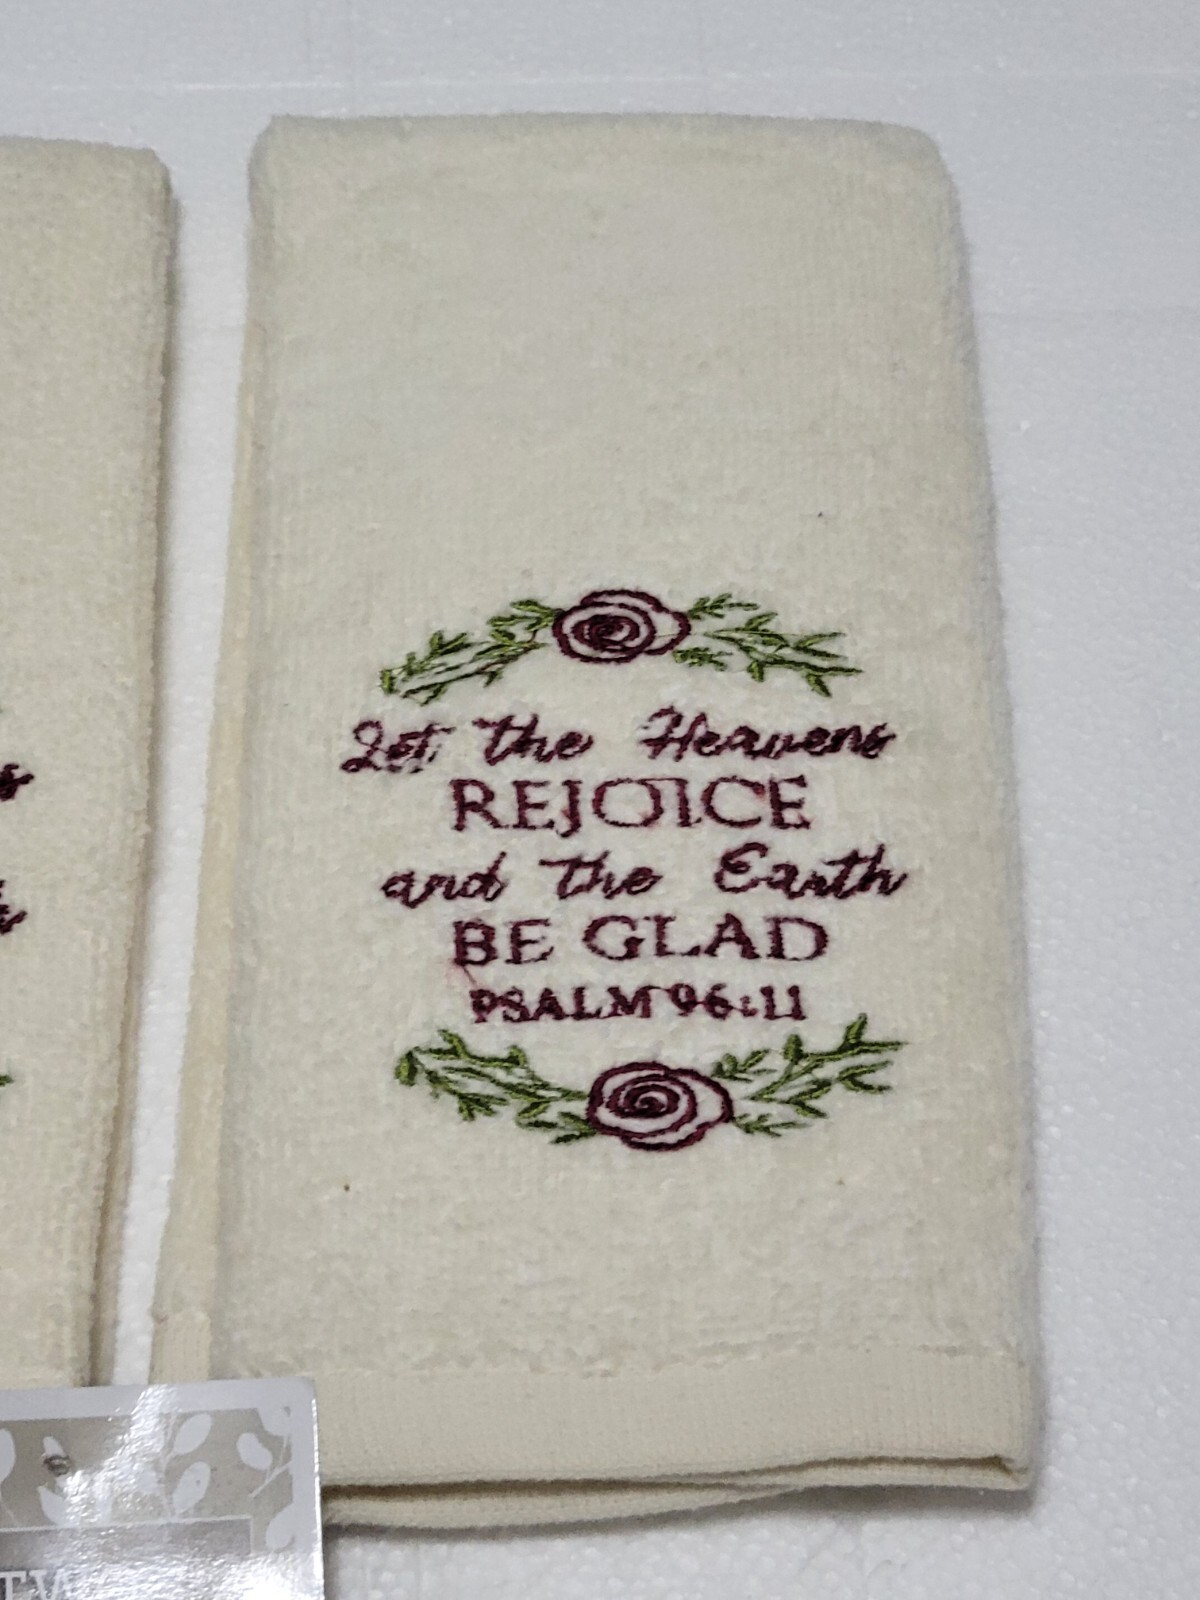 Let the Heavens
REJOICE
and the Earth
BE GLAD
PSALM 96:11